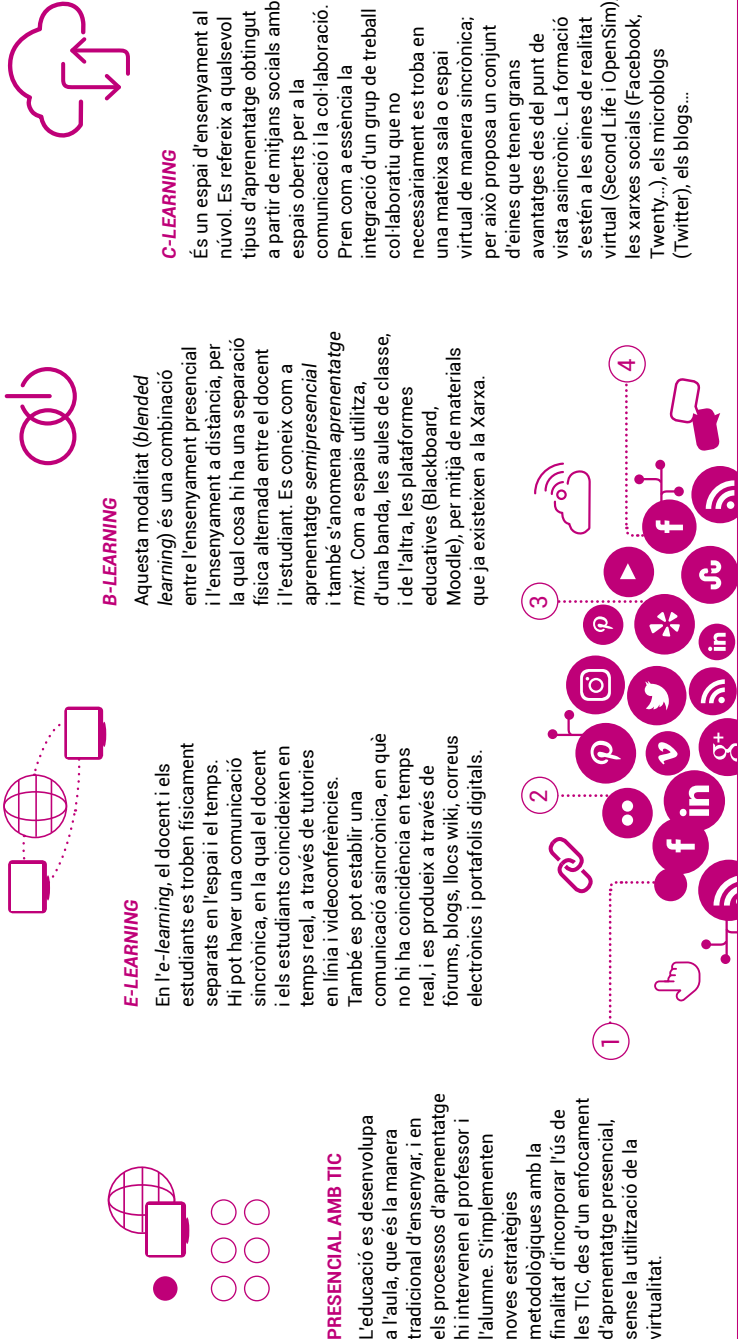 PRESENCIAL AMB TIC
L'educació es desenvolupa
a l'aula, que és la manera
tradicional d'ensenyar, i en
els processos d'aprenentatge
hi intervenen el professor i
l'alumne. S'implementen
noves estratègies
metodològiques amb la
finalitat d'incorporar l'ús de
les TIC, des d'un enfocament
d'aprenentatge presencial,
sense la utilització de la
virtualitat.
E-LEARNING
En l'e-learning, el docent i els
estudiants es troben físicament
separats en l'espai i el temps.
Hi pot haver una comunicació
sincrònica, en la qual el docent
i els estudiants coincideixen en
temps real, a través de tutories
en línia i videoconferències.
També es pot establir una
comunicació asincrònica, en què
no hi ha coincidència en temps
real, i es produeix a través de
fòrums, blogs, llocs wiki, correus
electrònics i portafolis digitals.
B-LEARNING
Aquesta modalitat (blended
learning) és una combinació
entre l'ensenyament presencial
i l'ensenyament a distància, per
la qual cosa hi ha una separació
física alternada entre el docent
i l'estudiant. Es coneix com a
aprenentatge semipresencial
i també s'anomena aprenentatge
mixt. Com a espais utilitza,
d'una banda, les aules de classe,
i de l'altra, les plataformes
educatives (Blackboard,
Moodle), per mitjà de materials
que ja existeixen a la Xarxa.
C-LEARNING
És un espai d'ensenyament al
núvol. Es refereix a qualsevol
tipus d'aprenentatge obtingut
a partir de mitjans socials amb
espais oberts per a la
comunicació i la col·laboració.
Pren com a essència la
integració d'un grup de treball
col·laboratiu que no
necessàriament es troba en
una mateixa sala o espai
virtual de manera sincrònica;
per això proposa un conjunt
d'eines que tenen grans
avantatges des del punt de
vista asincrònic. La formació
s'estén a les eines de realitat
virtual (Second Life i OpenSim),
les xarxes socials (Facebook,
Twenty…), els microblogs
(Twitter), els blogs…
1
2
3
4